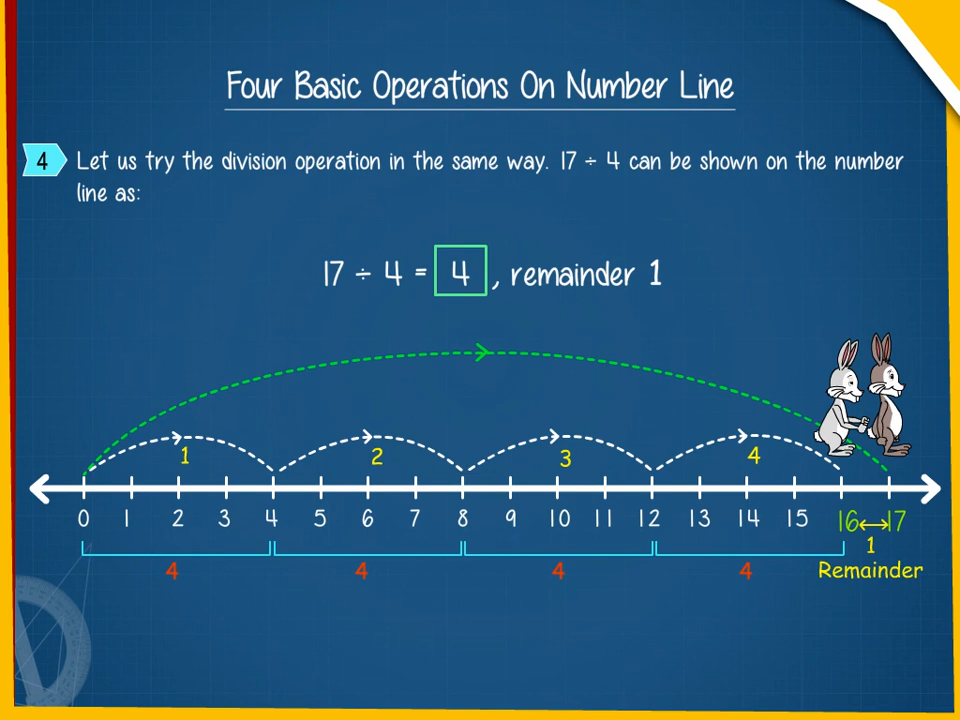 Four Basic Operations On Number Line
4 Let us try the division operation in the same way. 17 ÷ 4 can be shown on the number
line as:
17 ÷ 4 = 4 , remainder 1
1 2 3 4
0 1 2 3 4 5 6 7 8 9 10 11 12 13 14 15 16 17
1
4 4 4 4 Remainder